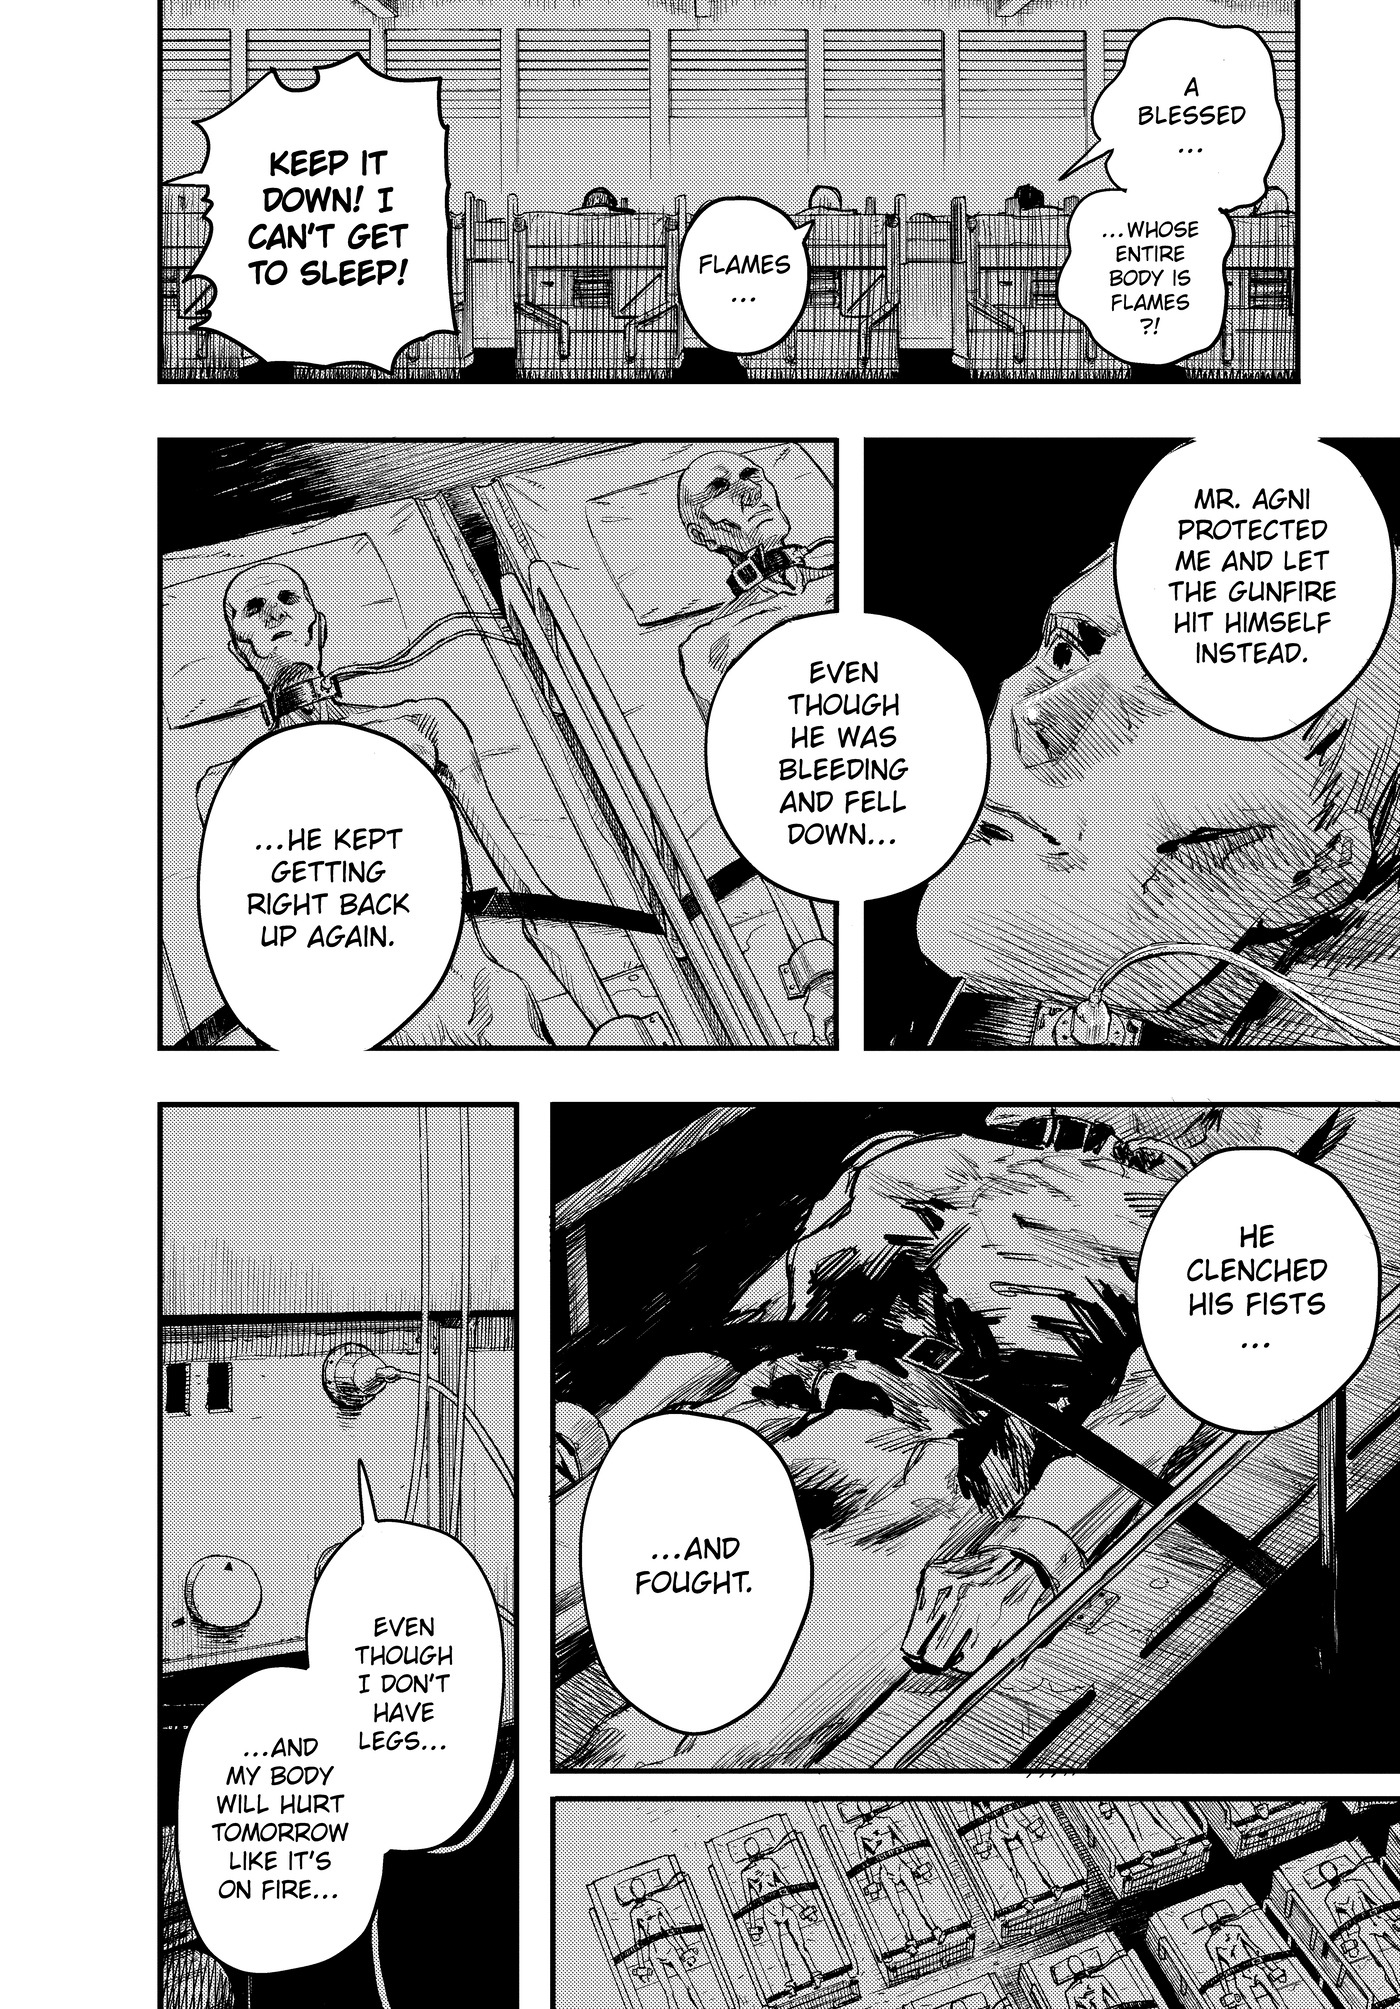 A
BLESSED
...
...WHOSE
ENTIRE
BODY IS
FLAMES
?!
FLAMES
...
KEEP IT
DOWN! I
CAN'T GET
TO SLEEP!
MR. AGNI
PROTECTED
ME AND LET
THE GUNFIRE
HIT HIMSELF
INSTEAD.
EVEN
THOUGH
HE WAS
BLEEDING
AND FELL
DOWN...
...HE KEPT
GETTING
RIGHT BACK
UP AGAIN.
HE
CLENCHED
HIS FISTS
...
...AND
FOUGHT.
EVEN
THOUGH
I DON'T
HAVE
LEGS...
...AND
MY BODY
WILL HURT
TOMORROW
LIKE IT'S
ON FIRE...